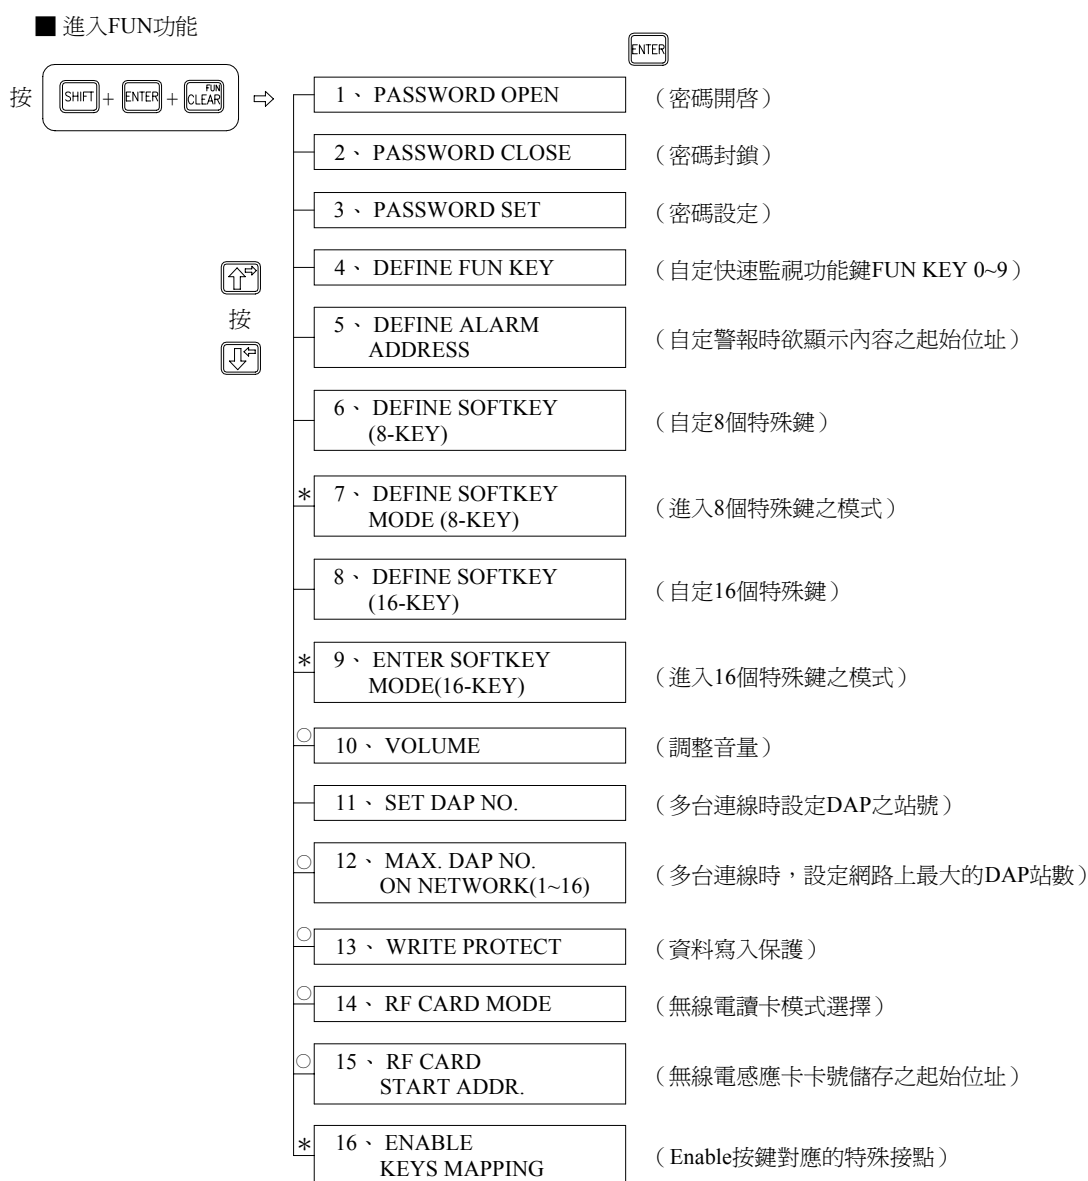 ■ 進入FUN功能
ENTER
按 SHIFT + ENTER + FUN CLEAR ⇨
1、PASSWORD OPEN （密碼開啓）
2、PASSWORD CLOSE （密碼封鎖）
3、PASSWORD SET （密碼設定）
4、DEFINE FUN KEY （自定快速監視功能鍵FUN KEY 0~9）
按
5、DEFINE ALARM
ADDRESS （自定警報時欲顯示內容之起始位址）
6、DEFINE SOFTKEY
(8-KEY) （自定8個特殊鍵）
* 7、DEFINE SOFTKEY
MODE (8-KEY) （進入8個特殊鍵之模式）
8、DEFINE SOFTKEY
(16-KEY) （自定16個特殊鍵）
* 9、ENTER SOFTKEY
MODE(16-KEY) （進入16個特殊鍵之模式）
○ 10、VOLUME （調整音量）
11、SET DAP NO. （多台連線時設定DAP之站號）
○ 12、MAX. DAP NO.
ON NETWORK(1~16) （多台連線時，設定網路上最大的DAP站數）
○ 13、WRITE PROTECT （資料寫入保護）
○ 14、RF CARD MODE （無線電讀卡模式選擇）
○ 15、RF CARD
START ADDR. （無線電感應卡卡號儲存之起始位址）
* 16、ENABLE
KEYS MAPPING （Enable按鍵對應的特殊接點）